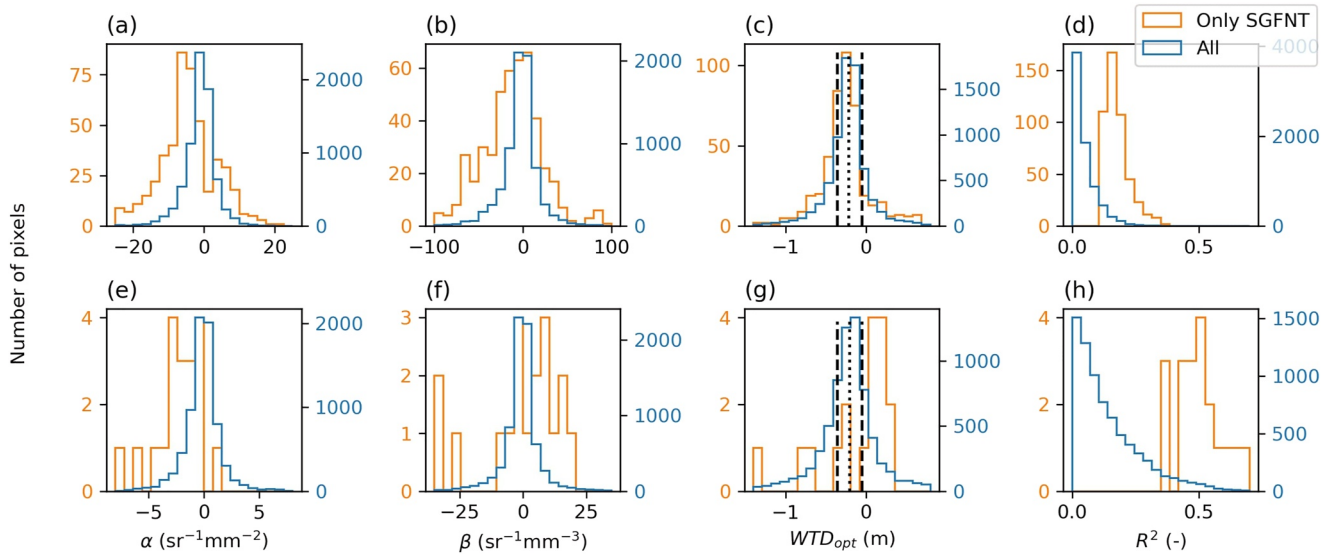 (a) (b) (c) (d)
Only SGFNT
All
75 50 25 0
2000 1000 0
60 40 20 0
2000 1000 0
100 50 0
1500 1000 500 0
150 100 50 0
4000 2000 0
−20 0 20
−100 0 100
−1 0
0.0 0.5
Number of pixels
(e) (f) (g) (h)
4 2 0
2000 1000 0
3 2 1 0
2000 1000 0
4 2 0
1000 500 0
4 2 0
1500 1000 500 0
−5 0 5
−25 0 25
−1 0
0.0 0.5
α (sr⁻¹mm⁻²)
β (sr⁻¹mm⁻³)
WTD_opt (m)
R² (-)